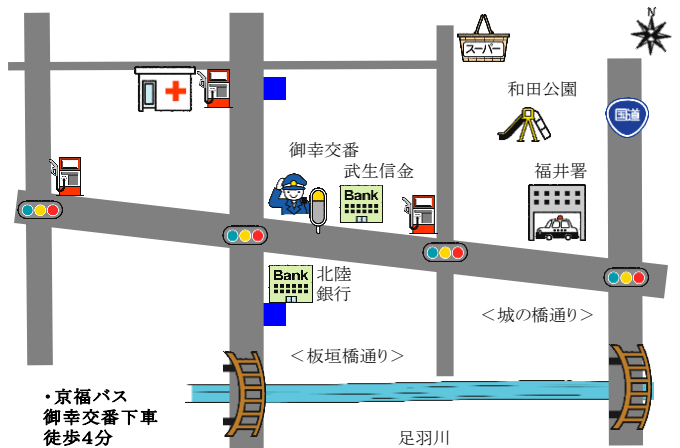 N
スーパー
和田公園
国道
御幸交番
武生信金
福井署
Bank
Bank
北陸
銀行
＜城の橋通り＞
＜板垣橋通り＞
・京福バス
御幸交番下車
徒歩4分
足羽川